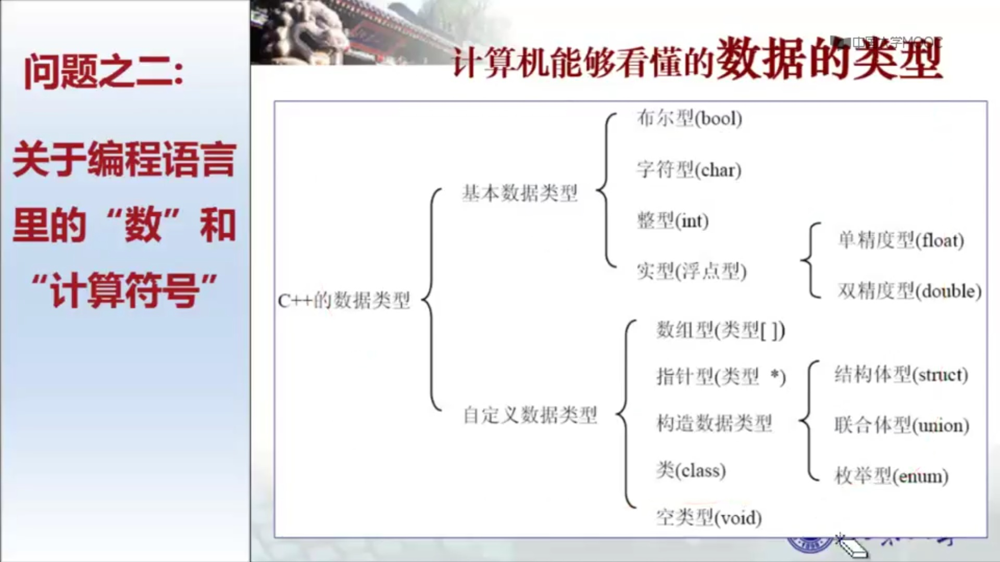 问题之二:
关于编程语言
里的“数”和
“计算符号”
中国大学MOOC
计算机能够看懂的数据的类型
C++的数据类型
基本数据类型
布尔型(bool)
字符型(char)
整型(int)
实型(浮点型)
单精度型(float)
双精度型(double)
自定义数据类型
数组型(类型[ ])
指针型(类型 *)
构造数据类型
结构体型(struct)
联合体型(union)
枚举型(enum)
类(class)
空类型(void)